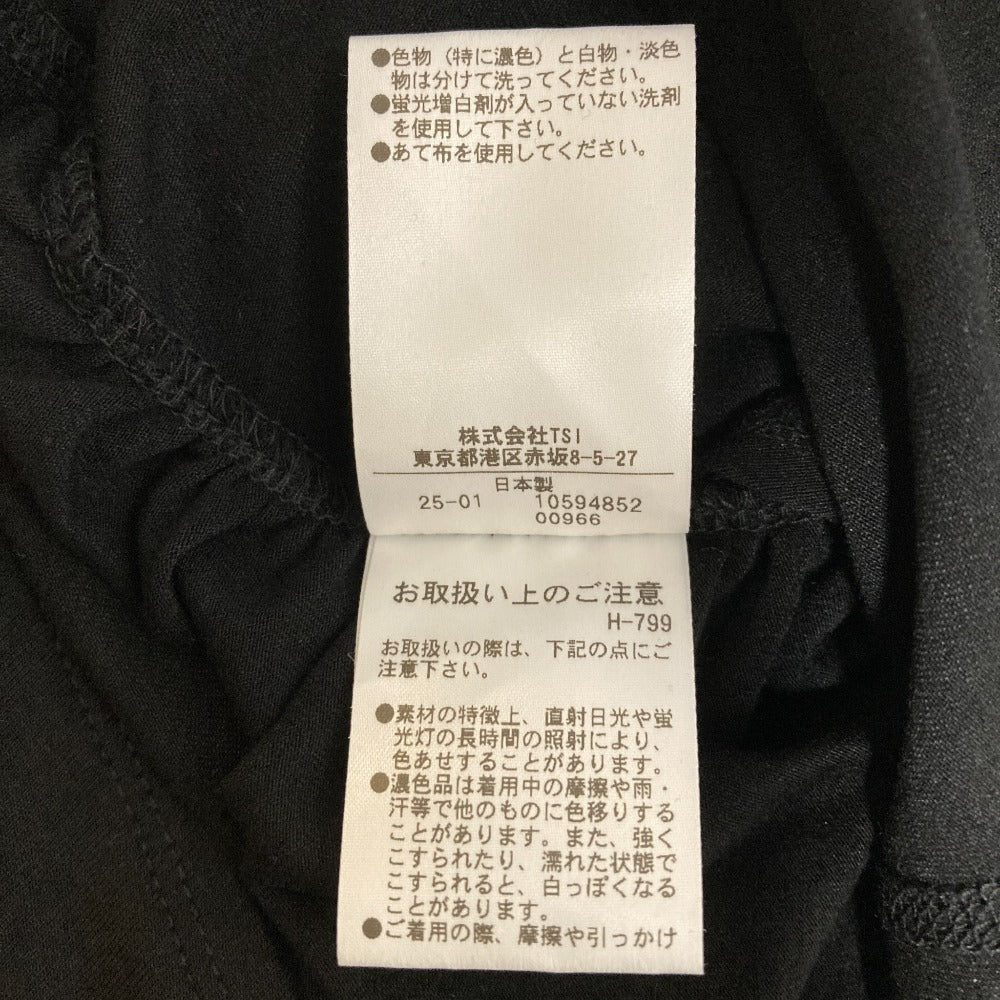 ●色物（特に濃色）と白物・淡色
物は分けて洗ってください。
●蛍光増白剤が入っていない洗剤
を使用して下さい。
●あて布を使用してください。
株式会社TSI
東京都港区赤坂8-5-27
日本製
25-01 10594852
00966
お取扱い上のご注意
H-799
お取扱いの際は、下記の点にご
注意下さい。
●素材の特徴上、直射日光や蛍
光灯の長時間の照射により、
色あせすることがあります。
●濃色品は着用中の摩擦や雨・
汗等で他のものに色移りする
ことがあります。また、強く
こすられたり、濡れた状態で
こすられると、白っぽくなる
ことがあります。
●ご着用の際、摩擦や引っかけ